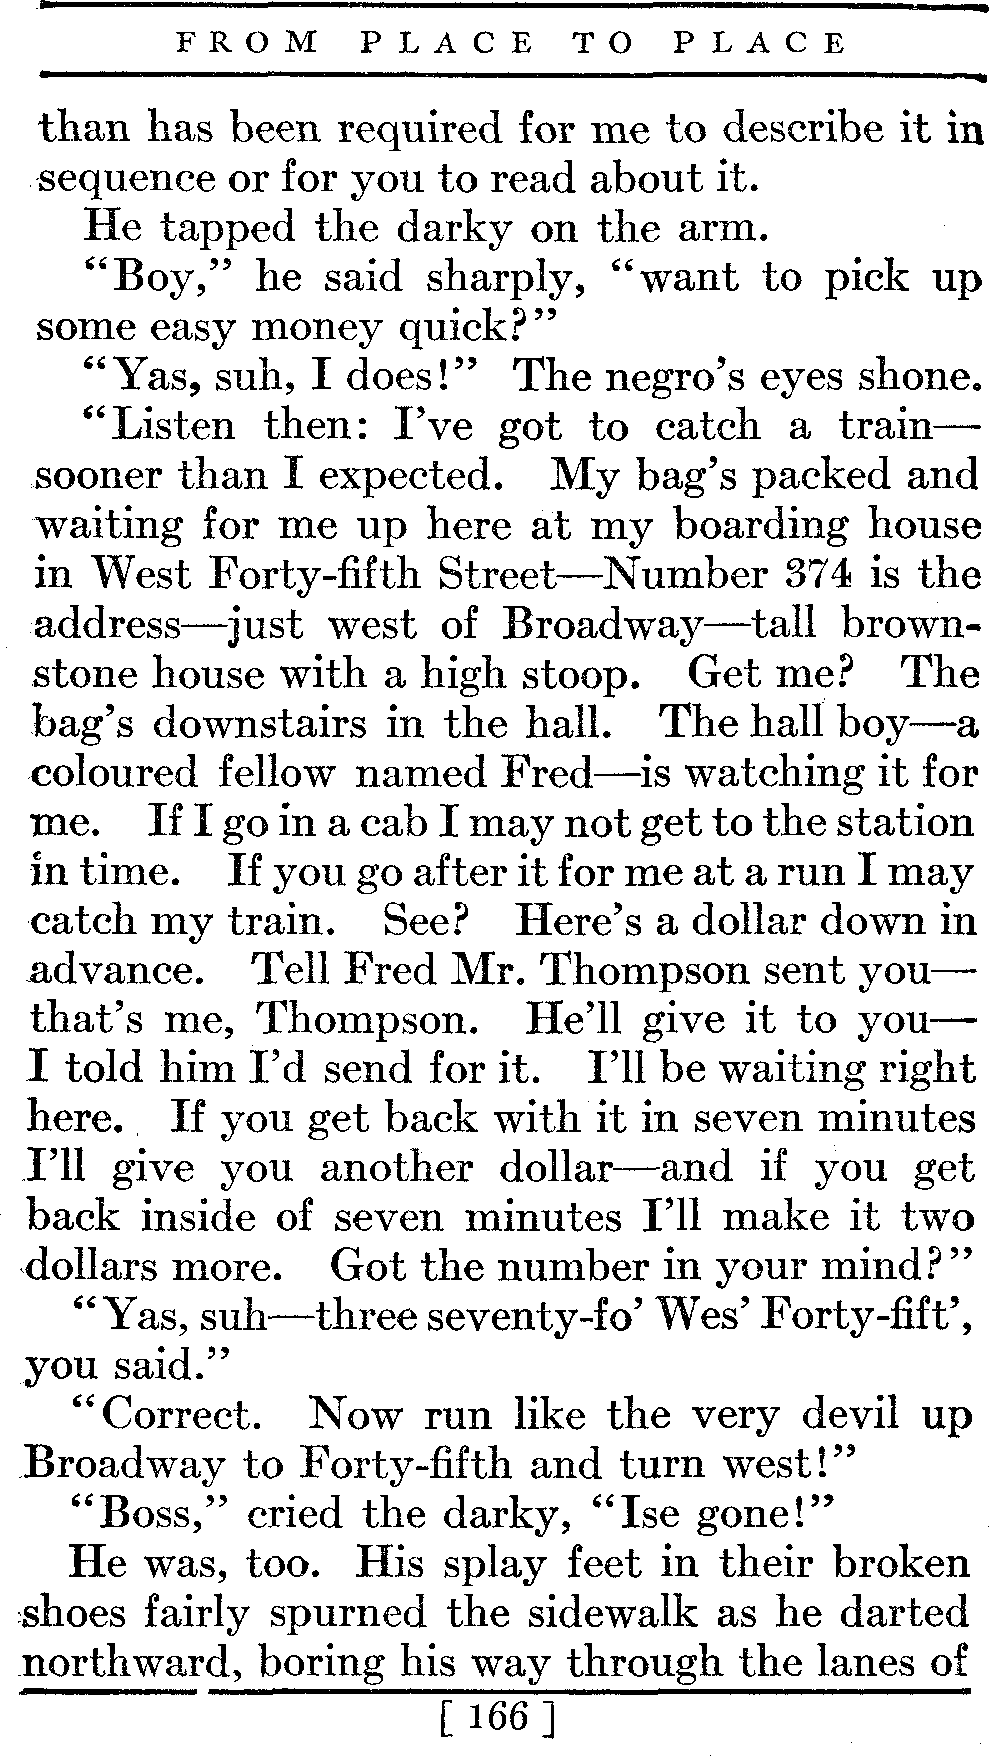 FROM PLACE TO PLACE
than has been required for me to describe it in
sequence or for you to read about it.
He tapped the darky on the arm.
“Boy,” he said sharply, “want to pick up
some easy money quick?”
“Yas, suh, I does!” The negro’s eyes shone.
“Listen then: I’ve got to catch a train—
sooner than I expected. My bag’s packed and
waiting for me up here at my boarding house
in West Forty-fifth Street—Number 374 is the
address—just west of Broadway—tall brown-
stone house with a high stoop. Get me? The
bag’s downstairs in the hall. The hall boy—a
coloured fellow named Fred—is watching it for
me. If I go in a cab I may not get to the station
in time. If you go after it for me at a run I may
catch my train. See? Here’s a dollar down in
advance. Tell Fred Mr. Thompson sent you—
that’s me, Thompson. He’ll give it to you—
I told him I’d send for it. I’ll be waiting right
here. If you get back with it in seven minutes
I’ll give you another dollar—and if you get
back inside of seven minutes I’ll make it two
dollars more. Got the number in your mind?”
“Yas, suh—three seventy-fo’ Wes’ Forty-fift’,
you said.”
“Correct. Now run like the very devil up
Broadway to Forty-fifth and turn west!”
“Boss,” cried the darky, “Ise gone!”
He was, too. His splay feet in their broken
shoes fairly spurned the sidewalk as he darted
northward, boring his way through the lanes of
[ 166 ]